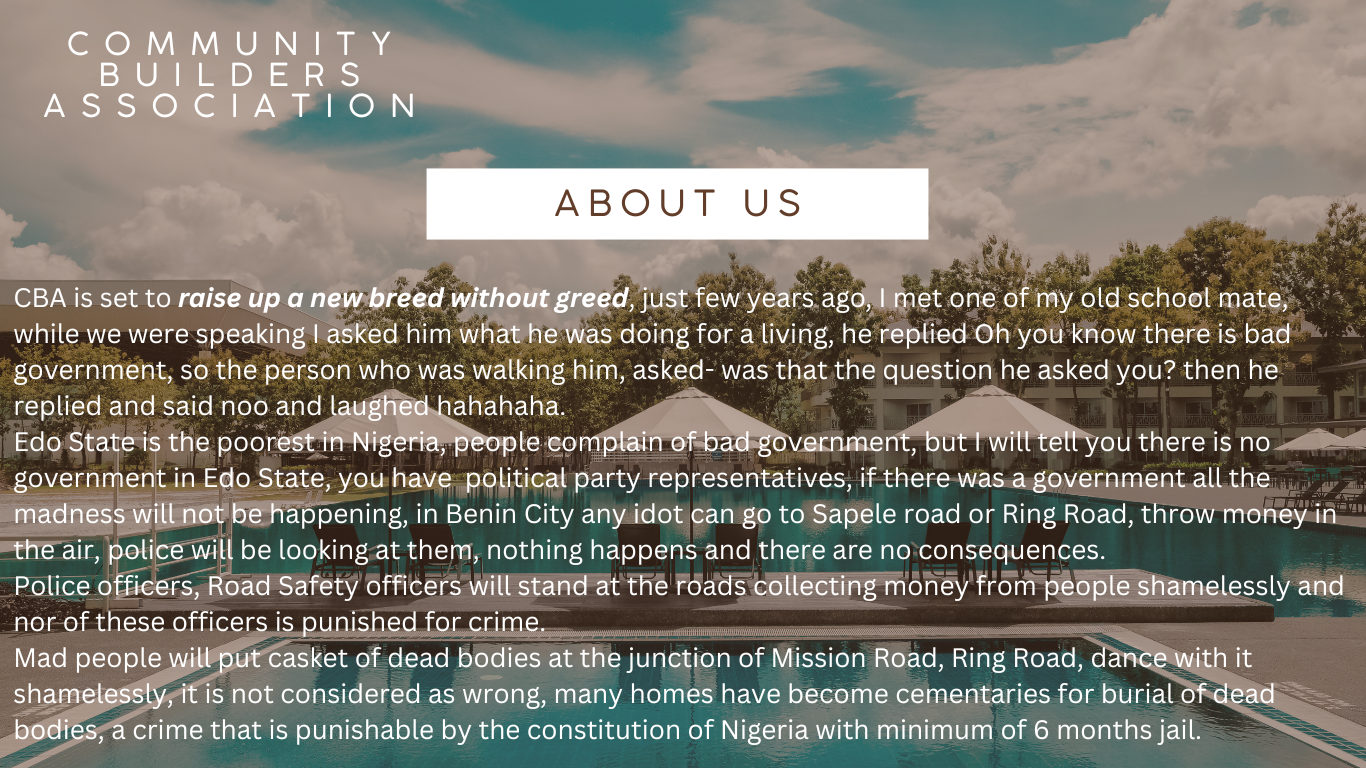 COMMUNITY
BUILDERS
ASSOCIATION
ABOUT US
CBA is set to raise up a new breed without greed, just few years ago, I met one of my old school mate,
while we were speaking I asked him what he was doing for a living, he replied Oh you know there is bad
government, so the person who was walking him, asked- was that the question he asked you? then he
replied and said noo and laughed hahahaha.
Edo State is the poorest in Nigeria, people complain of bad government, but I will tell you there is no
government in Edo State, you have  political party representatives, if there was a government all the
madness will not be happening, in Benin City any idot can go to Sapele road or Ring Road, throw money in
the air, police will be looking at them, nothing happens and there are no consequences.
Police officers, Road Safety officers will stand at the roads collecting money from people shamelessly and
nor of these officers is punished for crime.
Mad people will put casket of dead bodies at the junction of Mission Road, Ring Road, dance with it
shamelessly, it is not considered as wrong, many homes have become cementaries for burial of dead
bodies, a crime that is punishable by the constitution of Nigeria with minimum of 6 months jail.